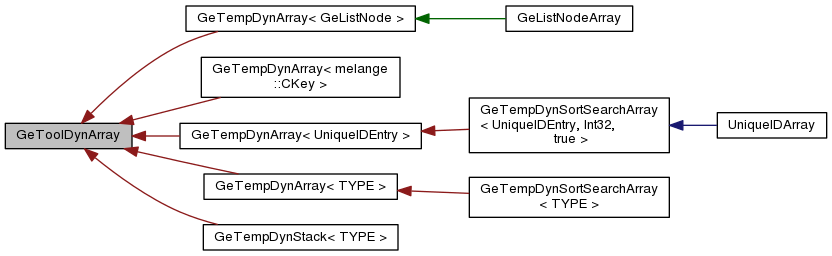 GeToolDynArray
GeTempDynArray< GeListNode >
GeListNodeArray
GeTempDynArray< melange
::CKey >
GeTempDynArray< UniqueIDEntry >
GeTempDynSortSearchArray
< UniqueIDEntry, Int32,
true >
UniqueIDArray
GeTempDynArray< TYPE >
GeTempDynSortSearchArray
< TYPE >
GeTempDynStack< TYPE >